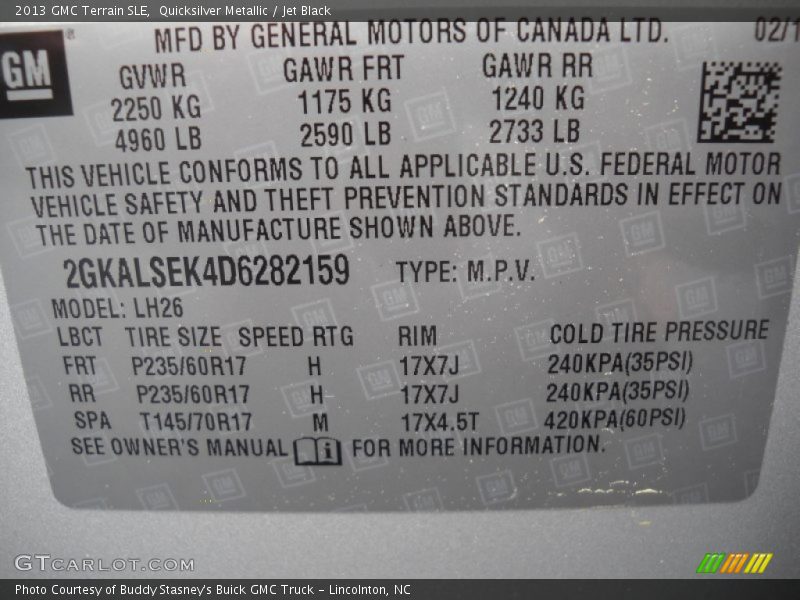 2013 GMC Terrain SLE, Quicksilver Metallic / Jet Black
MFD BY GENERAL MOTORS OF CANADA LTD. 02/1
GM ®
GVWR GAWR FRT GAWR RR
2250 KG 1175 KG 1240 KG
4960 LB 2590 LB 2733 LB
THIS VEHICLE CONFORMS TO ALL APPLICABLE U.S. FEDERAL MOTOR
VEHICLE SAFETY AND THEFT PREVENTION STANDARDS IN EFFECT ON
THE DATE OF MANUFACTURE SHOWN ABOVE.
2GKALSEK4D6282159 TYPE: M.P.V.
MODEL: LH26
LBCT TIRE SIZE SPEED RTG RIM COLD TIRE PRESSURE
FRT P235/60R17 H 17X7J 240KPA(35PSI)
RR P235/60R17 H 17X7J 240KPA(35PSI)
SPA T145/70R17 M 17X4.5T 420KPA(60PSI)
SEE OWNER'S MANUAL i FOR MORE INFORMATION.
GTCARLOT.COM
Photo Courtesy of Buddy Stasney's Buick GMC Truck - Lincolnton, NC